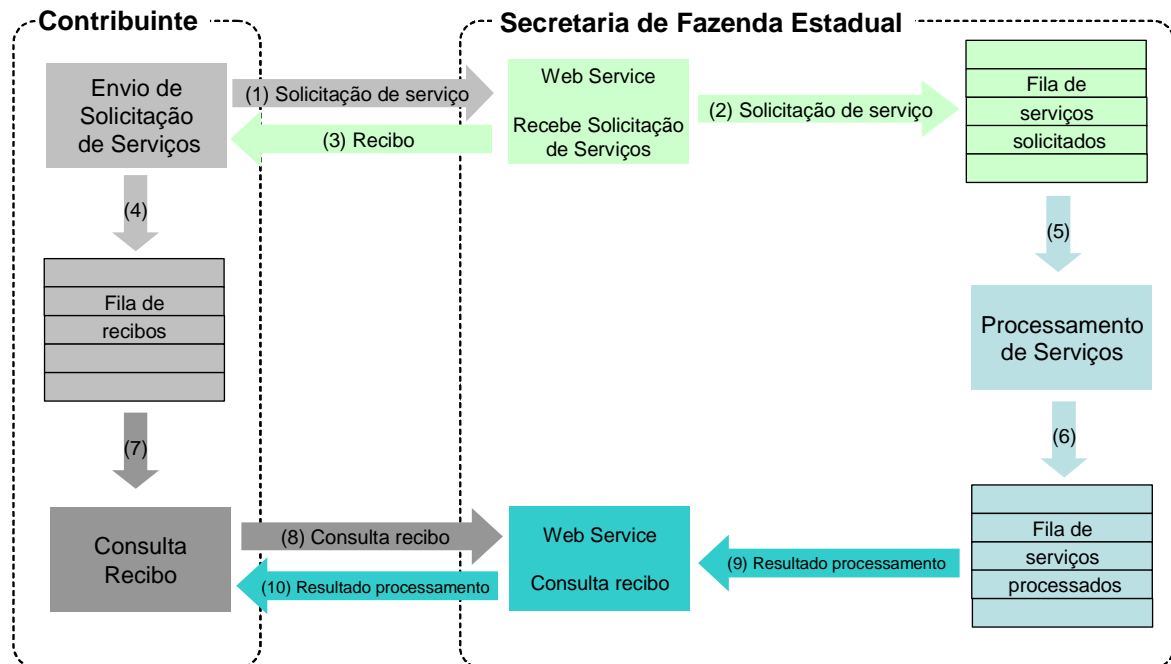 Contribuinte
Secretaria de Fazenda Estadual
Envio de
Solicitação
de Serviços
(1) Solicitação de serviço
(3) Recibo
Web Service
Recebe Solicitação
de Serviços
(2) Solicitação de serviço
Fila de
serviços
solicitados
(4)
(5)
Fila de
recibos
Processamento
de Serviços
(7)
(6)
Consulta
Recibo
(8) Consulta recibo
(10) Resultado processamento
Web Service
Consulta recibo
(9) Resultado processamento
Fila de
serviços
processados